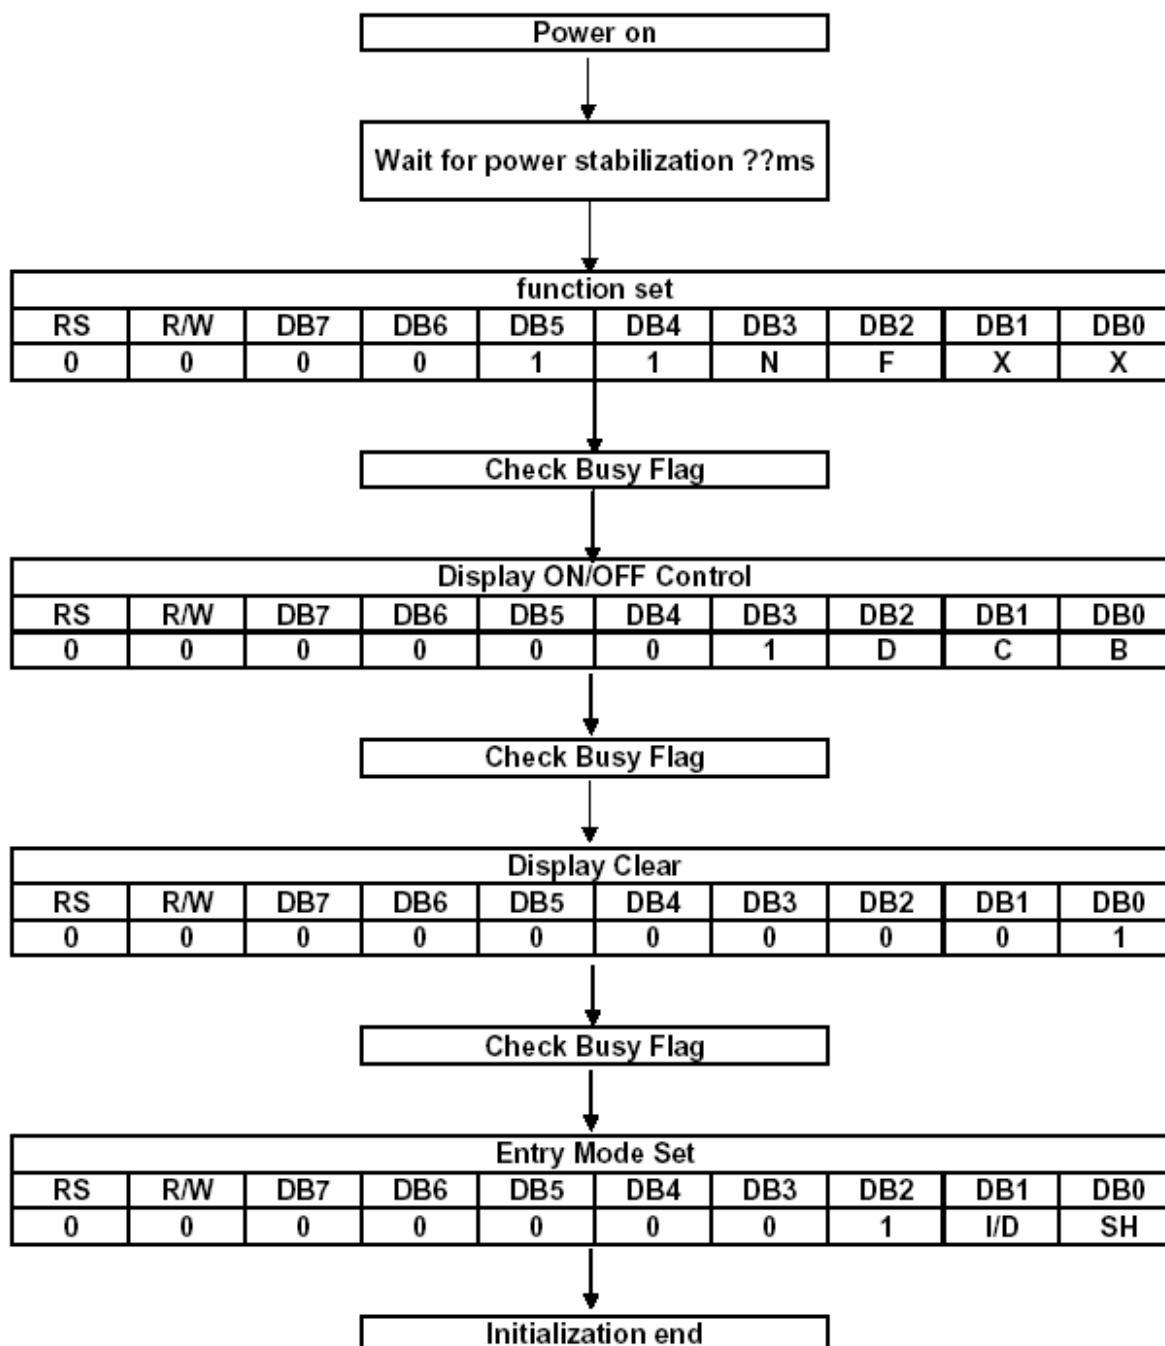 Power on
Wait for power stabilization ??ms
function set
RS R/W DB7 DB6 DB5 DB4 DB3 DB2 DB1 DB0
0 0 0 0 1 1 N F X X
Check Busy Flag
Display ON/OFF Control
RS R/W DB7 DB6 DB5 DB4 DB3 DB2 DB1 DB0
0 0 0 0 0 0 1 D C B
Check Busy Flag
Display Clear
RS R/W DB7 DB6 DB5 DB4 DB3 DB2 DB1 DB0
0 0 0 0 0 0 0 0 0 1
Check Busy Flag
Entry Mode Set
RS R/W DB7 DB6 DB5 DB4 DB3 DB2 DB1 DB0
0 0 0 0 0 0 0 1 I/D SH
Initialization end